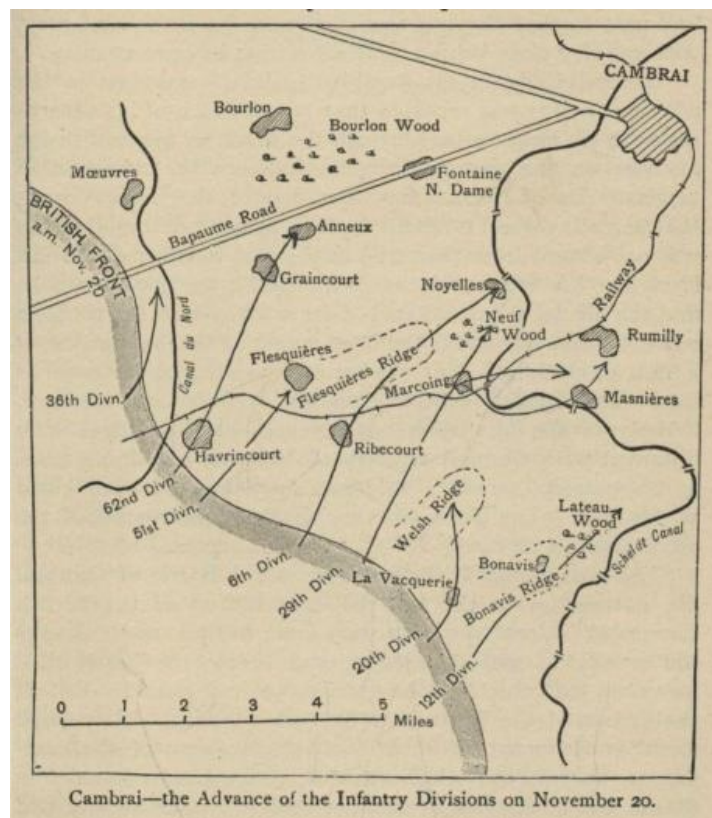 CAMBRAI
Bourlon
Bourlon Wood
Mœuvres
Fontaine
N. Dame
BRITISH FRONT
a.m. Nov. 20
Bapaume Road
Anneux
Graincourt
Noyelles
Railway
Canal du Nord
Neuf
Wood
Rumilly
Flesquières
Flesquières Ridge
Marcoing
Masnières
36th Divn.
Havrincourt
Ribecourt
62nd Divn.
51st Divn.
Welsh Ridge
Lateau
Wood
6th Divn.
Scheldt Canal
29th Divn.
La Vacquerie
Bonavis
Bonavis Ridge
20th Divn.
12th Divn.
0 1 2 3 4 5
Miles
Cambrai—the Advance of the Infantry Divisions on November 20.